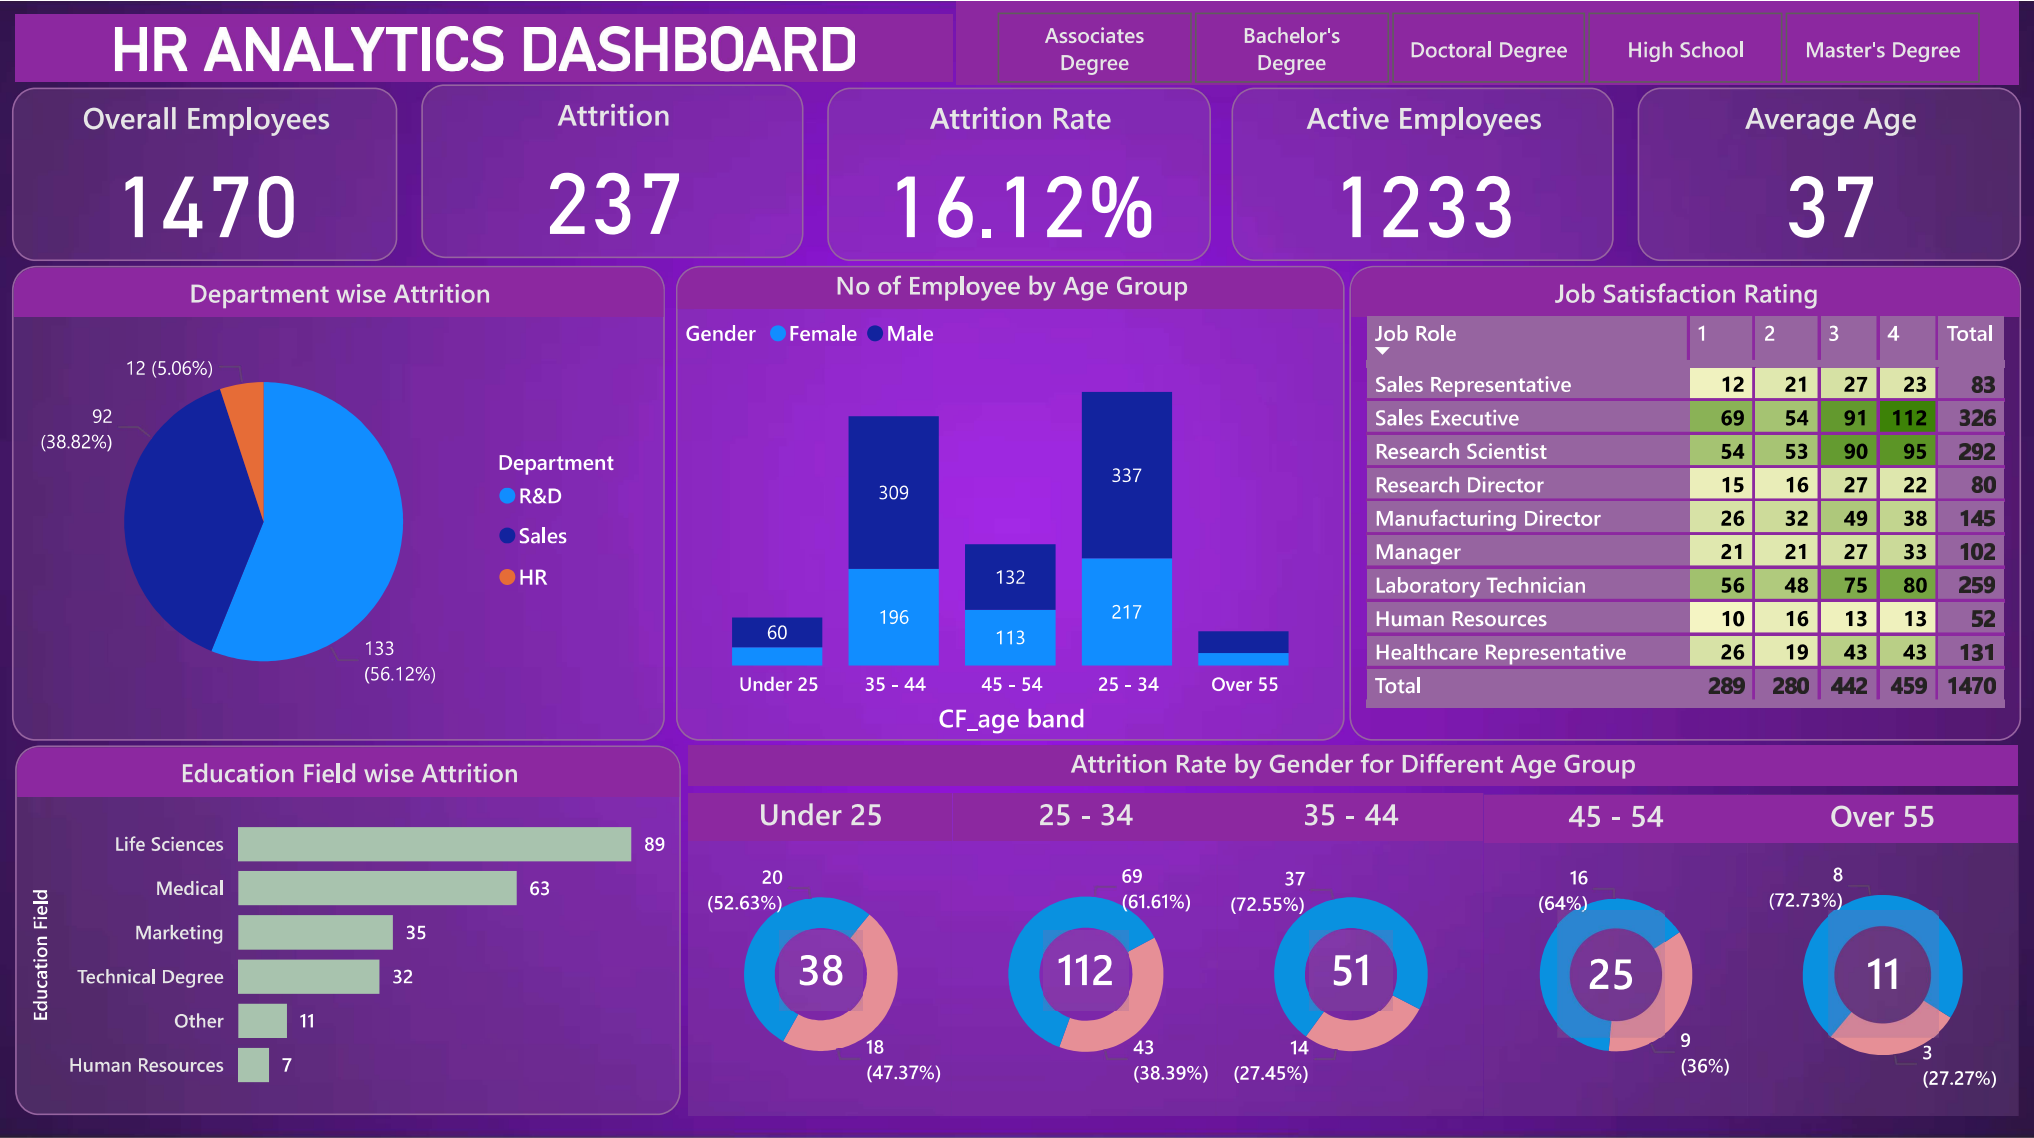 HR ANALYTICS DASHBOARD
Associates
Degree
Bachelor's
Degree
Doctoral Degree
High School
Master's Degree
Overall Employees
1470
Attrition
237
Attrition Rate
16.12%
Active Employees
1233
Average Age
37
Department wise Attrition
12 (5.06%)
92
(38.82%)
133
(56.12%)
Department
R&D
Sales
HR
No of Employee by Age Group
Gender Female Male
60
309
196
132
113
337
217
Under 25 35 - 44 45 - 54 25 - 34 Over 55
CF_age band
Job Satisfaction Rating
Job Role 1 2 3 4 Total
Sales Representative 12 21 27 23 83
Sales Executive 69 54 91 112 326
Research Scientist 54 53 90 95 292
Research Director 15 16 27 22 80
Manufacturing Director 26 32 49 38 145
Manager 21 21 27 33 102
Laboratory Technician 56 48 75 80 259
Human Resources 10 16 13 13 52
Healthcare Representative 26 19 43 43 131
Total 289 280 442 459 1470
Education Field wise Attrition
Education Field
Life Sciences 89
Medical 63
Marketing 35
Technical Degree 32
Other 11
Human Resources 7
Attrition Rate by Gender for Different Age Group
Under 25
20
(52.63%)
38
18
(47.37%)
25 - 34
69
(61.61%)
112
43
(38.39%)
35 - 44
37
(72.55%)
51
14
(27.45%)
45 - 54
16
(64%)
25
9
(36%)
Over 55
8
(72.73%)
11
3
(27.27%)